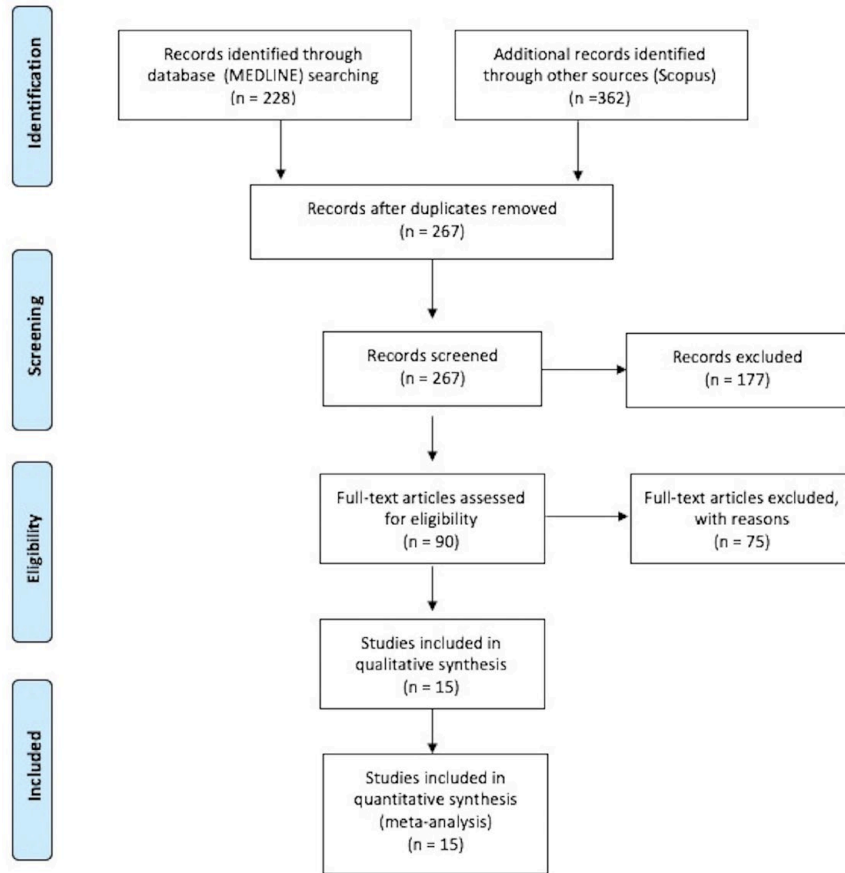 Identification
Records identified through
database (MEDLINE) searching
(n = 228)
Additional records identified
through other sources (Scopus)
(n =362)
Records after duplicates removed
(n = 267)
Screening
Records screened
(n = 267)
Records excluded
(n = 177)
Eligibility
Full-text articles assessed
for eligibility
(n = 90)
Full-text articles excluded,
with reasons
(n = 75)
Studies included in
qualitative synthesis
(n = 15)
Included
Studies included in
quantitative synthesis
(meta-analysis)
(n = 15)